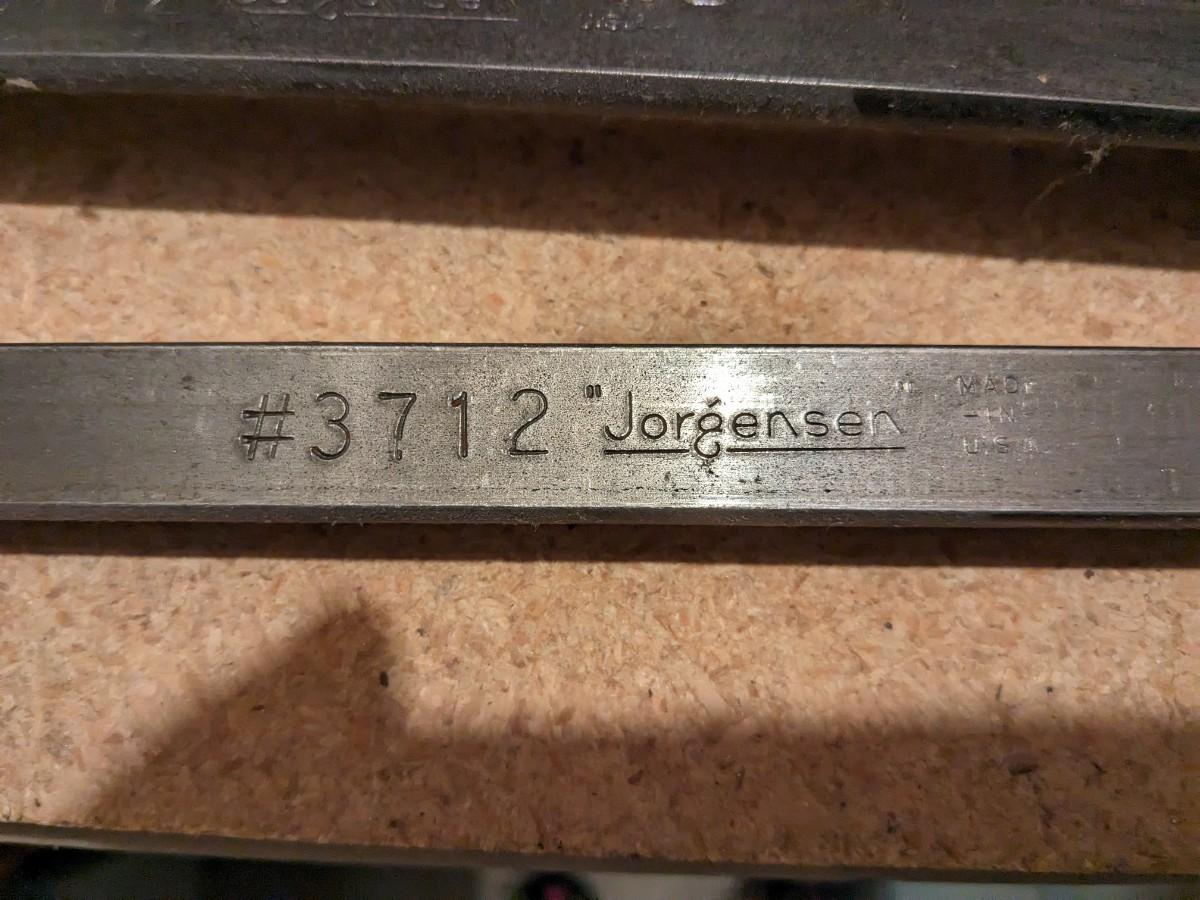 #3712 "Jorgensen"
MADE
-IN-
U.S.A.